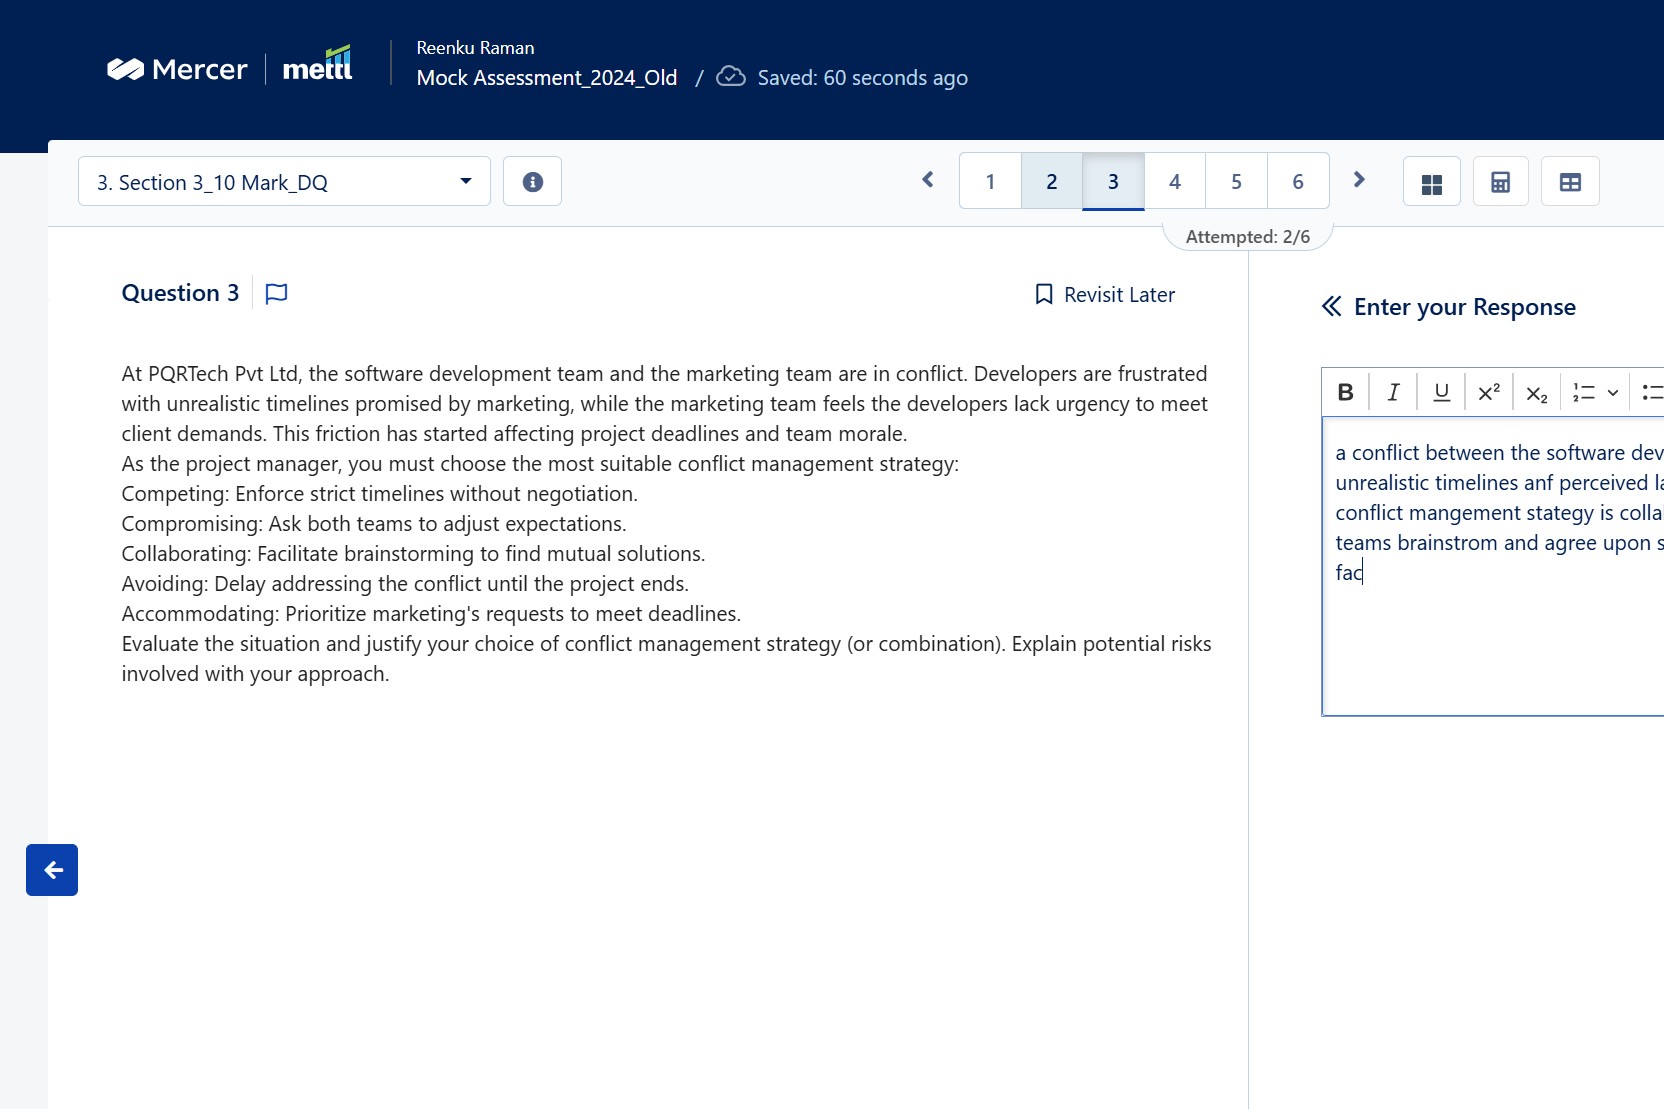 Mercer mettl
Reenku Raman
Mock Assessment_2024_Old / Saved: 60 seconds ago
3. Section 3_10 Mark_DQ
1 2 3 4 5 6
Attempted: 2/6
Question 3
Revisit Later
At PQRTech Pvt Ltd, the software development team and the marketing team are in conflict. Developers are frustrated
with unrealistic timelines promised by marketing, while the marketing team feels the developers lack urgency to meet
client demands. This friction has started affecting project deadlines and team morale.
As the project manager, you must choose the most suitable conflict management strategy:
Competing: Enforce strict timelines without negotiation.
Compromising: Ask both teams to adjust expectations.
Collaborating: Facilitate brainstorming to find mutual solutions.
Avoiding: Delay addressing the conflict until the project ends.
Accommodating: Prioritize marketing's requests to meet deadlines.
Evaluate the situation and justify your choice of conflict management strategy (or combination). Explain potential risks
involved with your approach.
Enter your Response
B I U x² x₂
a conflict between the software dev
unrealistic timelines anf perceived la
conflict mangement stategy is colla
teams brainstrom and agree upon s
fac